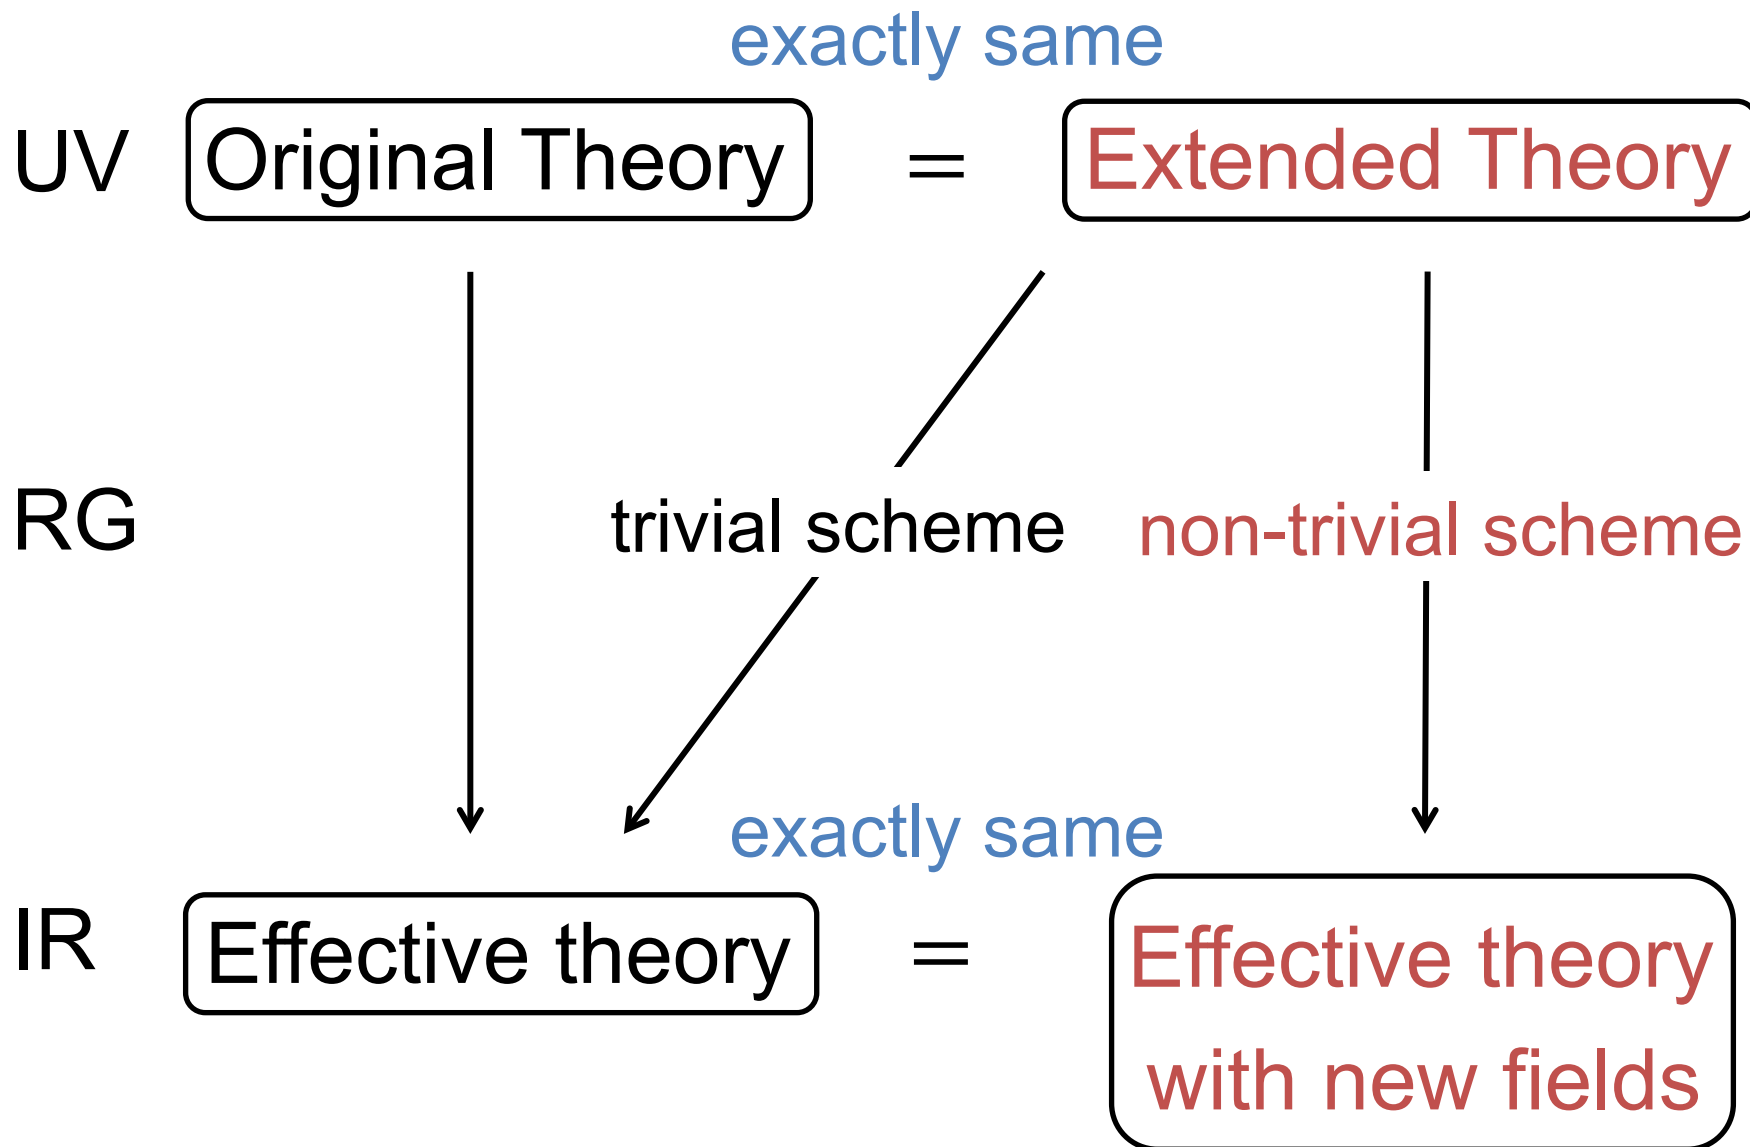 exactly same
UV Original Theory = Extended Theory
RG trivial scheme non-trivial scheme
exactly same
IR Effective theory = Effective theory
with new fields